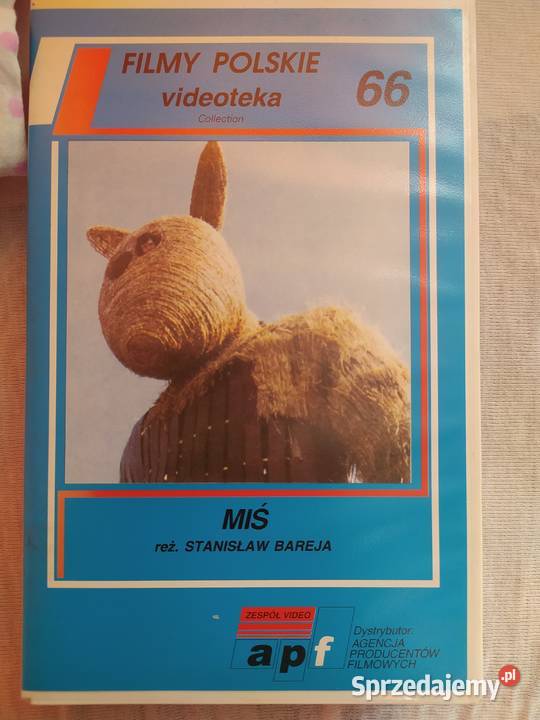 FILMY POLSKIE
66
videoteka
Collection
MIŚ
reż. STANISŁAW BAREJA
ZESPÓŁ VIDEO
apf
Dystrybutor:
AGENCJA
PRODUCENTÓW
FILMOWYCH
Sprzedajemy.pl